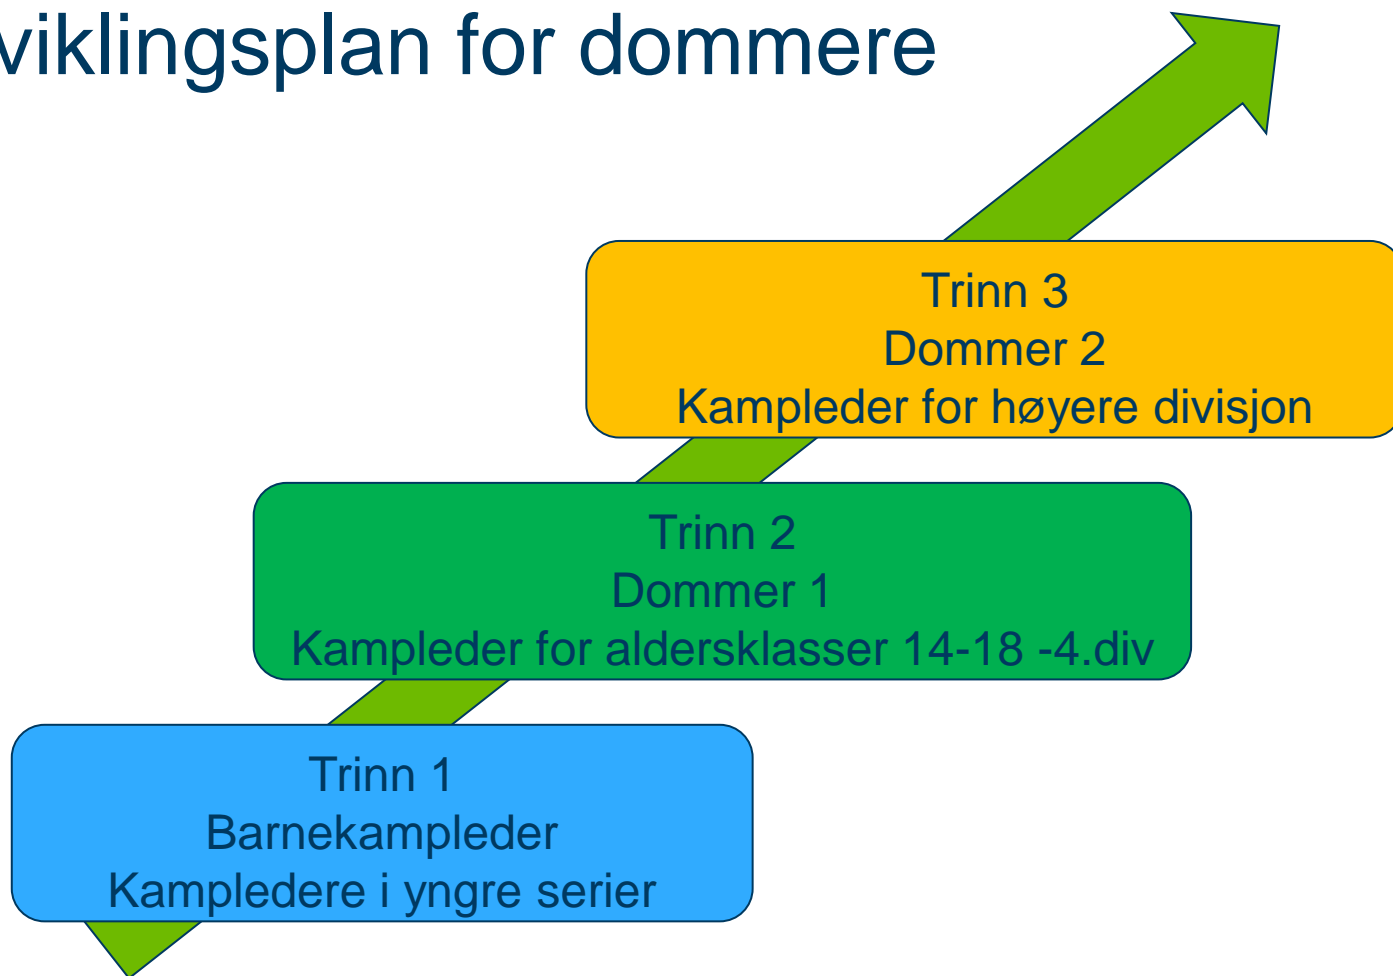 viklingsplan for dommere
Trinn 3
Dommer 2
Kampleder for høyere divisjon
Trinn 2
Dommer 1
Kampleder for aldersklasser 14-18 -4.div
Trinn 1
Barnekampleder
Kampledere i yngre serier